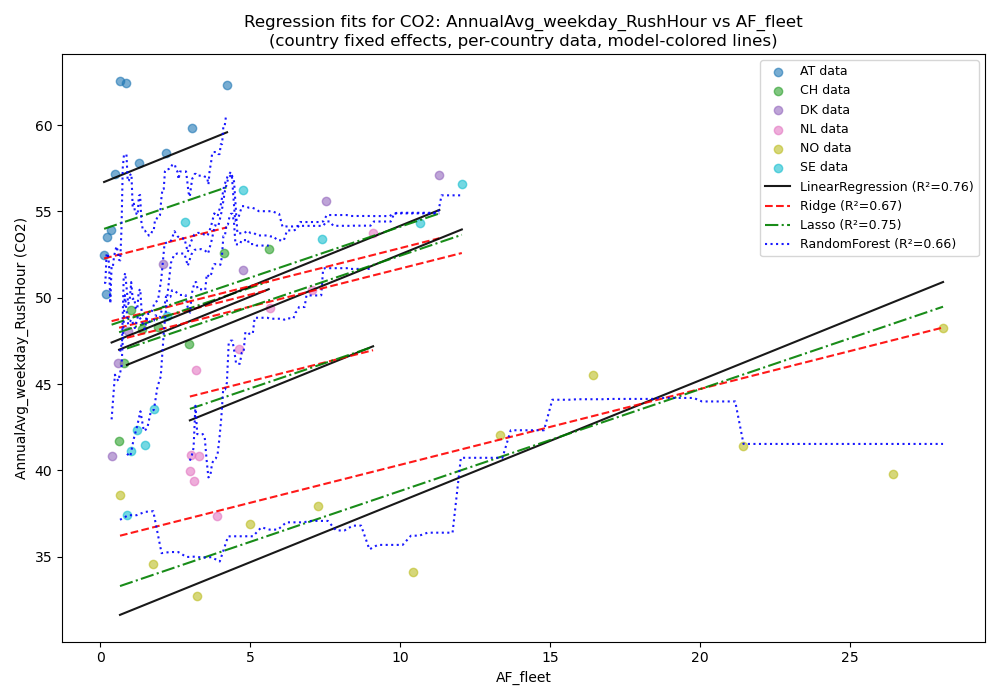 Regression fits for CO2: AnnualAvg_weekday_RushHour vs AF_fleet
(country fixed effects, per-country data, model-colored lines)
AT data
CH data
DK data
NL data
NO data
SE data
LinearRegression (R²=0.76)
Ridge (R²=0.67)
Lasso (R²=0.75)
RandomForest (R²=0.66)
AnnualAvg_weekday_RushHour (CO2)
60
55
50
45
40
35
0
5
10
15
20
25
AF_fleet